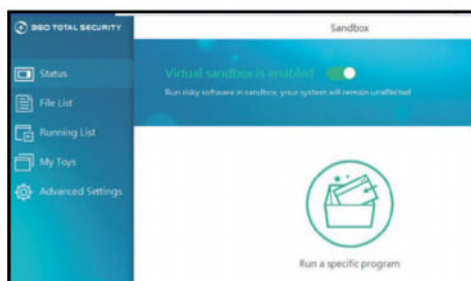 360 TOTAL SECURITY
Sandbox
Status
File List
Running List
My Toys
Advanced Settings
Virtual sandbox is enabled
Run risky software in sandbox, your system will remain unaffected
Run a specific program